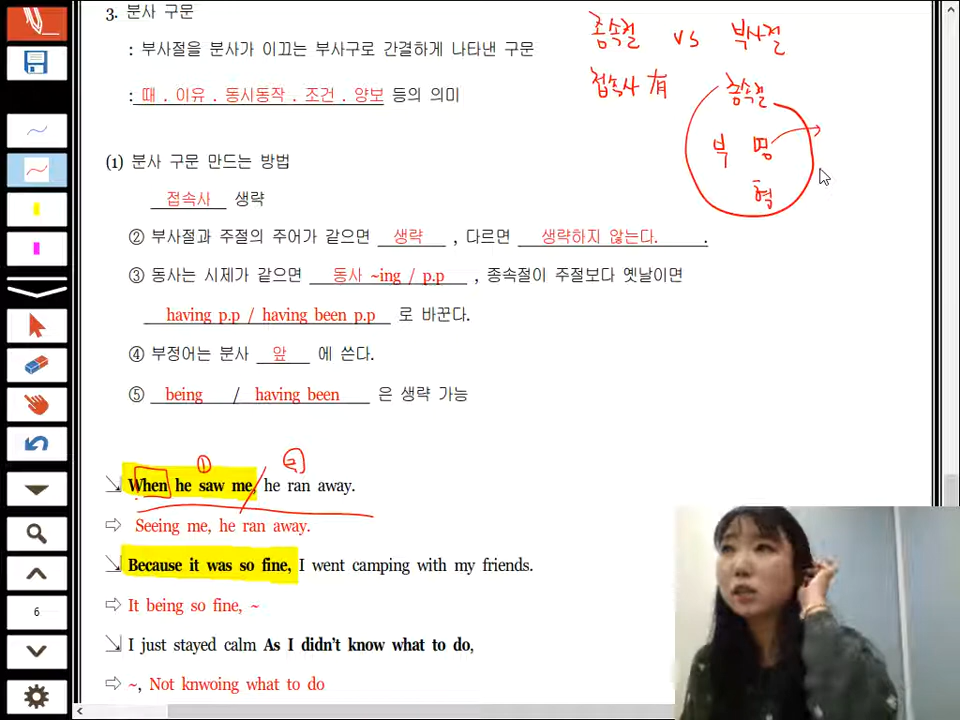 3. 분사 구문
: 부사절을 분사가 이끄는 부사구로 간결하게 나타낸 구문
: 때 . 이유 . 동시동작 . 조건 . 양보 등의 의미
종속절 vs 부사절
접속사 有 종속절
부 명
형
(1) 분사 구문 만드는 방법
접속사 생략
② 부사절과 주절의 주어가 같으면 생략 , 다르면 생략하지 않는다. .
③ 동사는 시제가 같으면 동사 ~ing / p.p , 종속절이 주절보다 옛날이면
having p.p / having been p.p 로 바꾼다.
④ 부정어는 분사 앞 에 쓴다.
⑤ being / having been 은 생략 가능
① ②
When he saw me, he ran away.
⇨ Seeing me, he ran away.
Because it was so fine, I went camping with my friends.
⇨ It being so fine, ~
I just stayed calm As I didn't know what to do,
⇨ ~, Not knwoing what to do
6